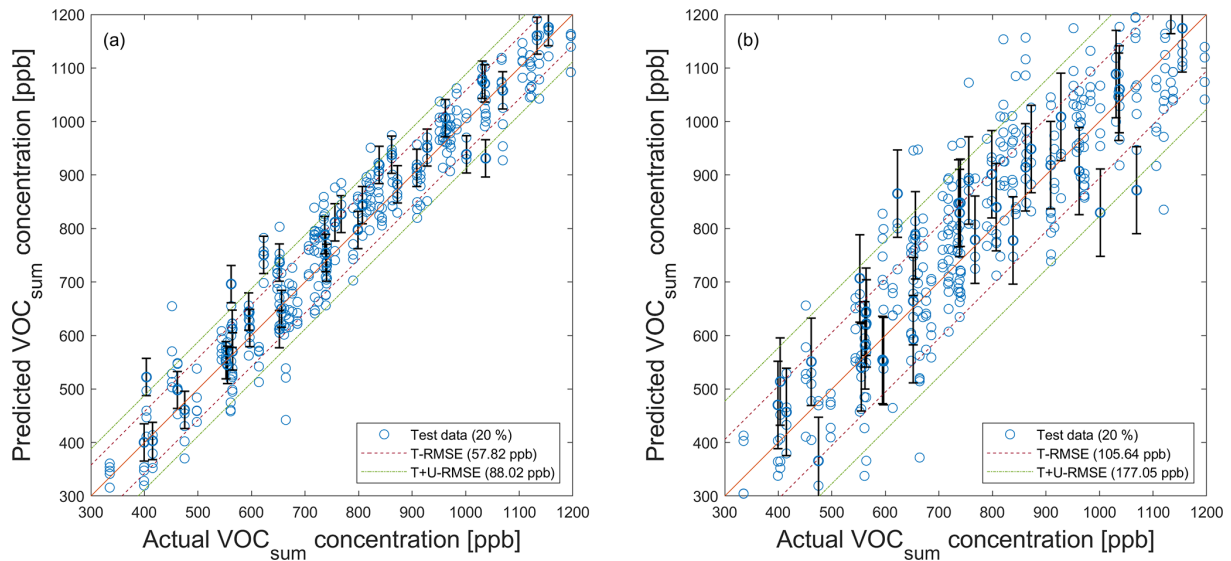 (a)
Predicted VOCsum concentration [ppb]
1200
1100
1000
900
800
700
600
500
400
300
300 400 500 600 700 800 900 1000 1100 1200
Actual VOCsum concentration [ppb]
Test data (20 %)
T-RMSE (57.82 ppb)
T+U-RMSE (88.02 ppb)
(b)
Predicted VOCsum concentration [ppb]
1200
1100
1000
900
800
700
600
500
400
300
300 400 500 600 700 800 900 1000 1100 1200
Actual VOCsum concentration [ppb]
Test data (20 %)
T-RMSE (105.64 ppb)
T+U-RMSE (177.05 ppb)